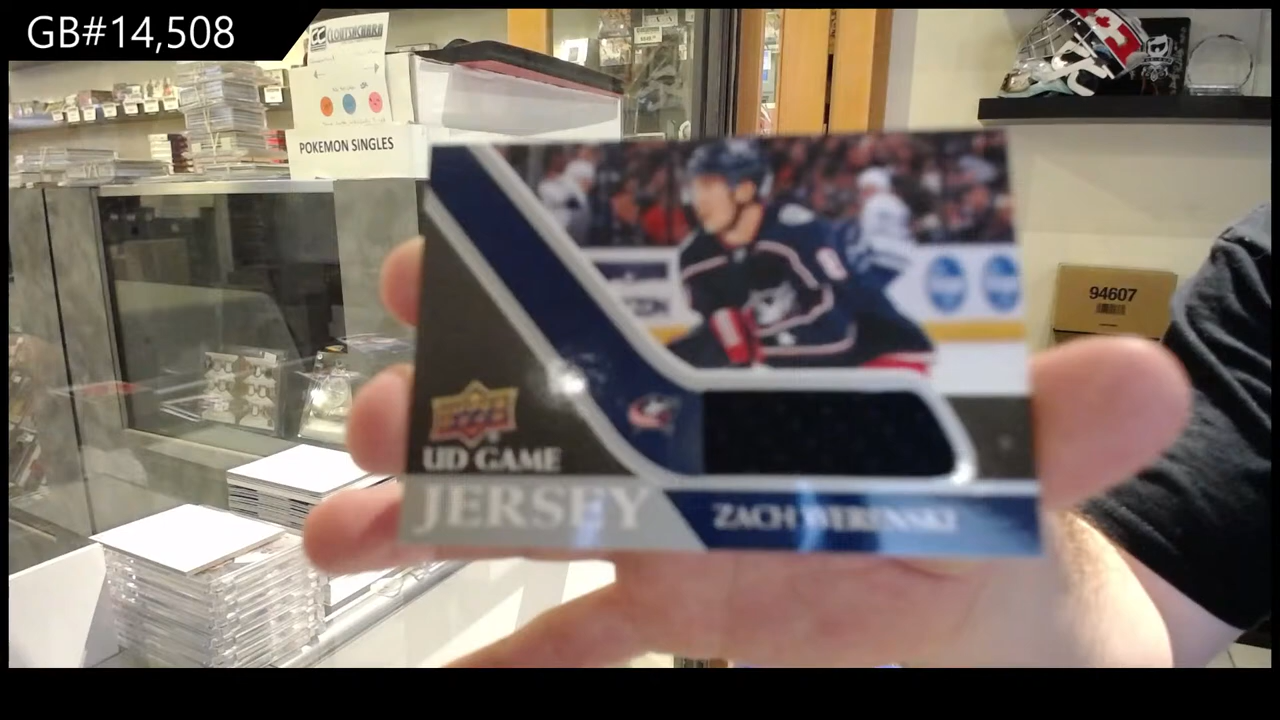 GB#14,508
POKEMON SINGLES
94607
UD GAME
JERSEY
ZACH WERENSKI